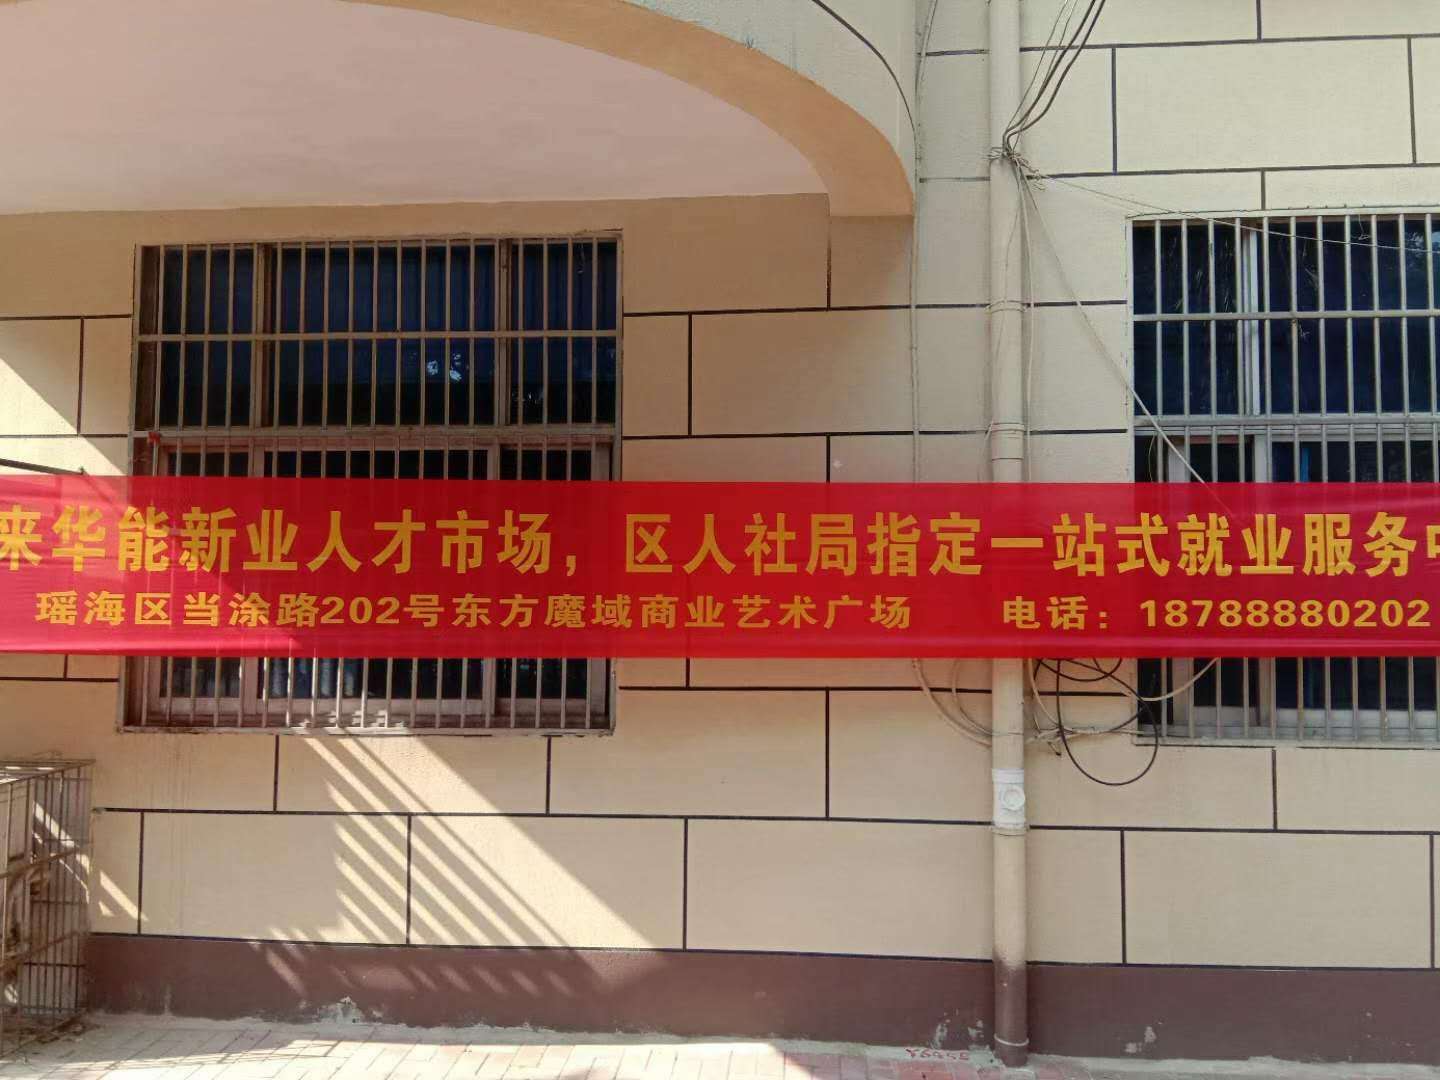 来华能新业人才市场，区人社局指定一站式就业服务中
瑶海区当涂路202号东方魔域商业艺术广场 电话：18788880202